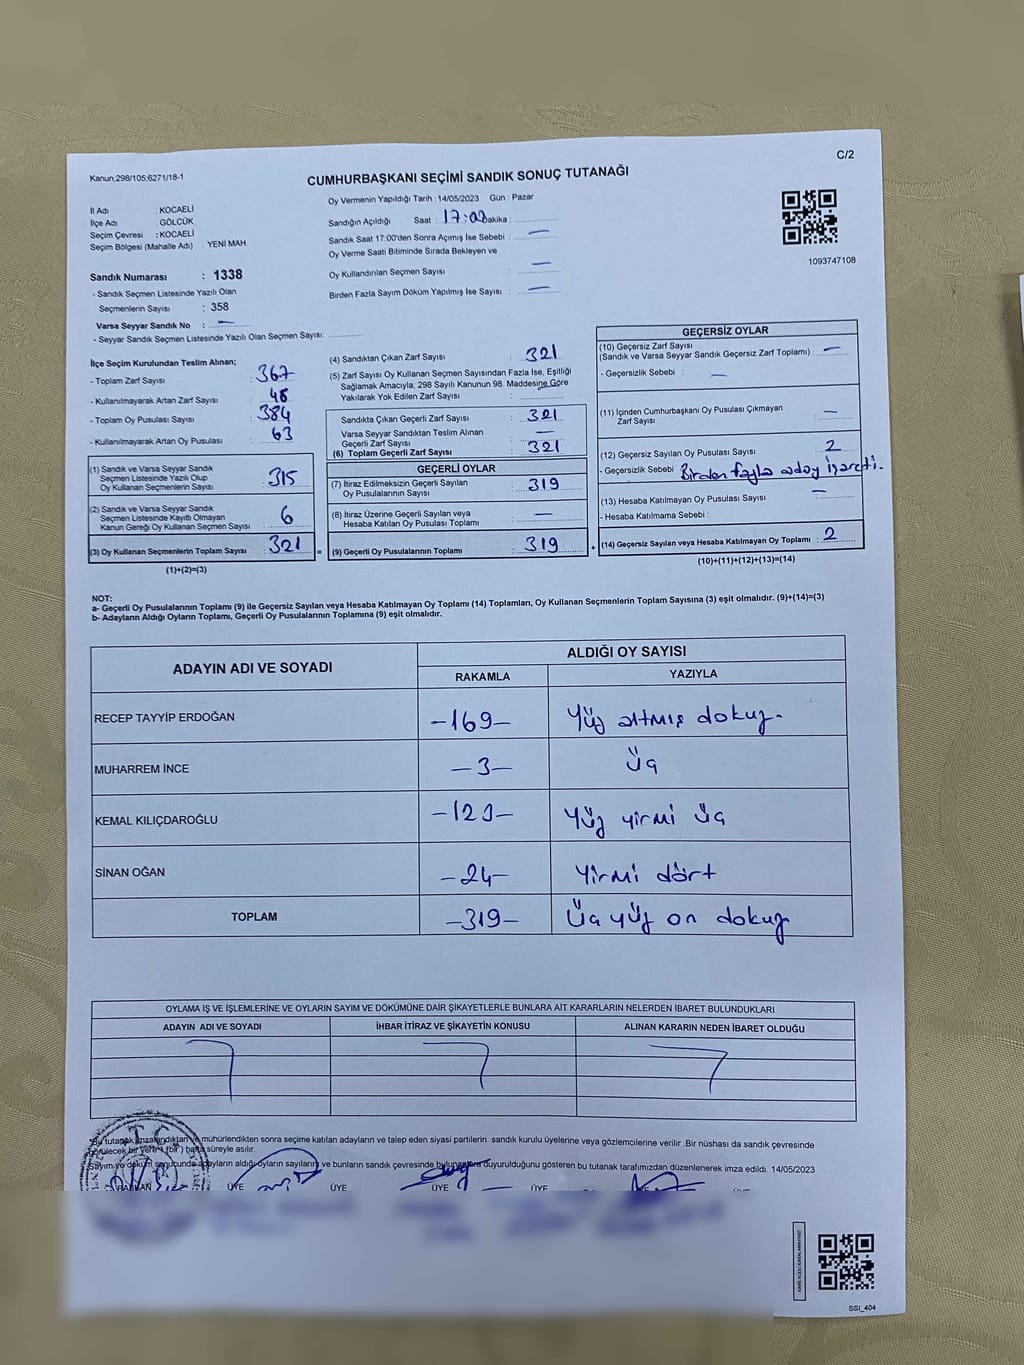 C/2
Kanun;298/105;6271/18-1
CUMHURBAŞKANI SEÇİMİ SANDIK SONUÇ TUTANAĞI
İl Adı : KOCAELİ
İlçe Adı : GÖLCÜK
Seçim Çevresi : KOCAELİ
Seçim Bölgesi (Mahalle Adı) : YENİ MAH.
Sandık Numarası : 1338
- Sandık Seçmen Listesinde Yazılı Olan
Seçmenlerin Sayısı : 358
Varsa Seyyar Sandık No : —
- Seyyar Sandık Seçmen Listesinde Yazılı Olan Seçmen Sayısı:
Oy Vermenin Yapıldığı Tarih : 14/05/2023 Gün : Pazar
Sandığın Açıldığı Saat : 17:00 Dakika :
Sandık Saat 17:00'den Sonra Açımış İse Sebebi : —
Oy Verme Saati Bitiminde Sırada Bekleyen ve
Oy Kullandırılan Seçmen Sayısı : —
Birden Fazla Sayım Döküm Yapılmış İse Sayısı : —
1093747108
İlçe Seçim Kurulundan Teslim Alınan;
- Toplam Zarf Sayısı : 367
- Kullanılmayarak Artan Zarf Sayısı : 46
- Toplam Oy Pusulası Sayısı : 384
- Kullanılmayarak Artan Oy Pusulası : 63
(1) Sandık ve Varsa Seyyar Sandık
Seçmen Listesinde Yazılı Olup
Oy Kullanan Seçmenlerin Sayısı : 315
(2) Sandık ve Varsa Seyyar Sandık
Seçmen Listesinde Kayıtlı Olmayan
Kanun Gereği Oy Kullanan Seçmen Sayısı : 6
(3) Oy Kullanan Seçmenlerin Toplam Sayısı : 321 =
(1)+(2)=(3)
(4) Sandıktan Çıkan Zarf Sayısı : 321
(5) Zarf Sayısı Oy Kullanan Seçmen Sayısından Fazla İse, Eşitliği
Sağlamak Amacıyla, 298 Sayılı Kanunun 98. Maddesine Göre
Yakılarak Yok Edilen Zarf Sayısı :
Sandıkta Çıkan Geçerli Zarf Sayısı : 321
Varsa Seyyar Sandıktan Teslim Alınan
Geçerli Zarf Sayısı : —
(6) Toplam Geçerli Zarf Sayısı : 321
GEÇERLİ OYLAR
(7) İtiraz Edilmeksizin Geçerli Sayılan
Oy Pusulalarının Sayısı : 319
(8) İtiraz Üzerine Geçerli Sayılan veya
Hesaba Katılan Oy Pusulası Toplamı : —
(9) Geçerli Oy Pusulalarının Toplamı : 319 +
GEÇERSİZ OYLAR
(10) Geçersiz Zarf Sayısı
(Sandık ve Varsa Seyyar Sandık Geçersiz Zarf Toplamı) : —
- Geçersizlik Sebebi : —
(11) İçinden Cumhurbaşkanı Oy Pusulası Çıkmayan
Zarf Sayısı : —
(12) Geçersiz Sayılan Oy Pusulası Sayısı : 2
- Geçersizlik Sebebi : Birden fazla aday işareti.
(13) Hesaba Katılmayan Oy Pusulası Sayısı : —
- Hesaba Katılmama Sebebi :
(14) Geçersiz Sayılan veya Hesaba Katılmayan Oy Toplamı : 2
(10)+(11)+(12)+(13)=(14)
NOT:
a- Geçerli Oy Pusulalarının Toplamı (9) ile Geçersiz Sayılan veya Hesaba Katılmayan Oy Toplamı (14) Toplamları, Oy Kullanan Seçmenlerin Toplam Sayısına (3) eşit olmalıdır. (9)+(14)=(3)
b- Adayların Aldığı Oyların Toplamı, Geçerli Oy Pusulalarının Toplamına (9) eşit olmalıdır.
ADAYIN ADI VE SOYADI ALDIĞI OY SAYISI
RAKAMLA YAZIYLA
RECEP TAYYİP ERDOĞAN -169- Yüz altmış dokuz-
MUHARREM İNCE -3- Üç
KEMAL KILIÇDAROĞLU -123- Yüz yirmi üç
SİNAN OĞAN -24- Yirmi dört
TOPLAM -319- Üç yüz on dokuz
OYLAMA İŞ VE İŞLEMLERİNE VE OYLARIN SAYIM VE DÖKÜMÜNE DAİR ŞİKAYETLERLE BUNLARA AİT KARARLARIN NELERDEN İBARET BULUNDUKLARI
ADAYIN ADI VE SOYADI İHBAR İTİRAZ VE ŞİKAYETİN KONUSU ALINAN KARARIN NEDEN İBARET OLDUĞU
Bu tutanak imzalandıktan ve mühürlendikten sonra seçime katılan adayların ve talep eden siyasi partilerin sandık kurulu üyelerine veya gözlemcilerine verilir .Bir nüshası da sandık çevresinde
görülecek bir yere 1 (bir ) hafta süreyle asılır.
Sayım ve döküm sonucunda adayların aldığı oyların sayılarını ve bunların sandık çevresinde bulunanlara duyurulduğunu gösteren bu tutanak tarafımızdan düzenlenerek imza edildi. 14/05/2023
BAŞKAN ÜYE ÜYE ÜYE ÜYE ÜYE ÜYE
SSI_404